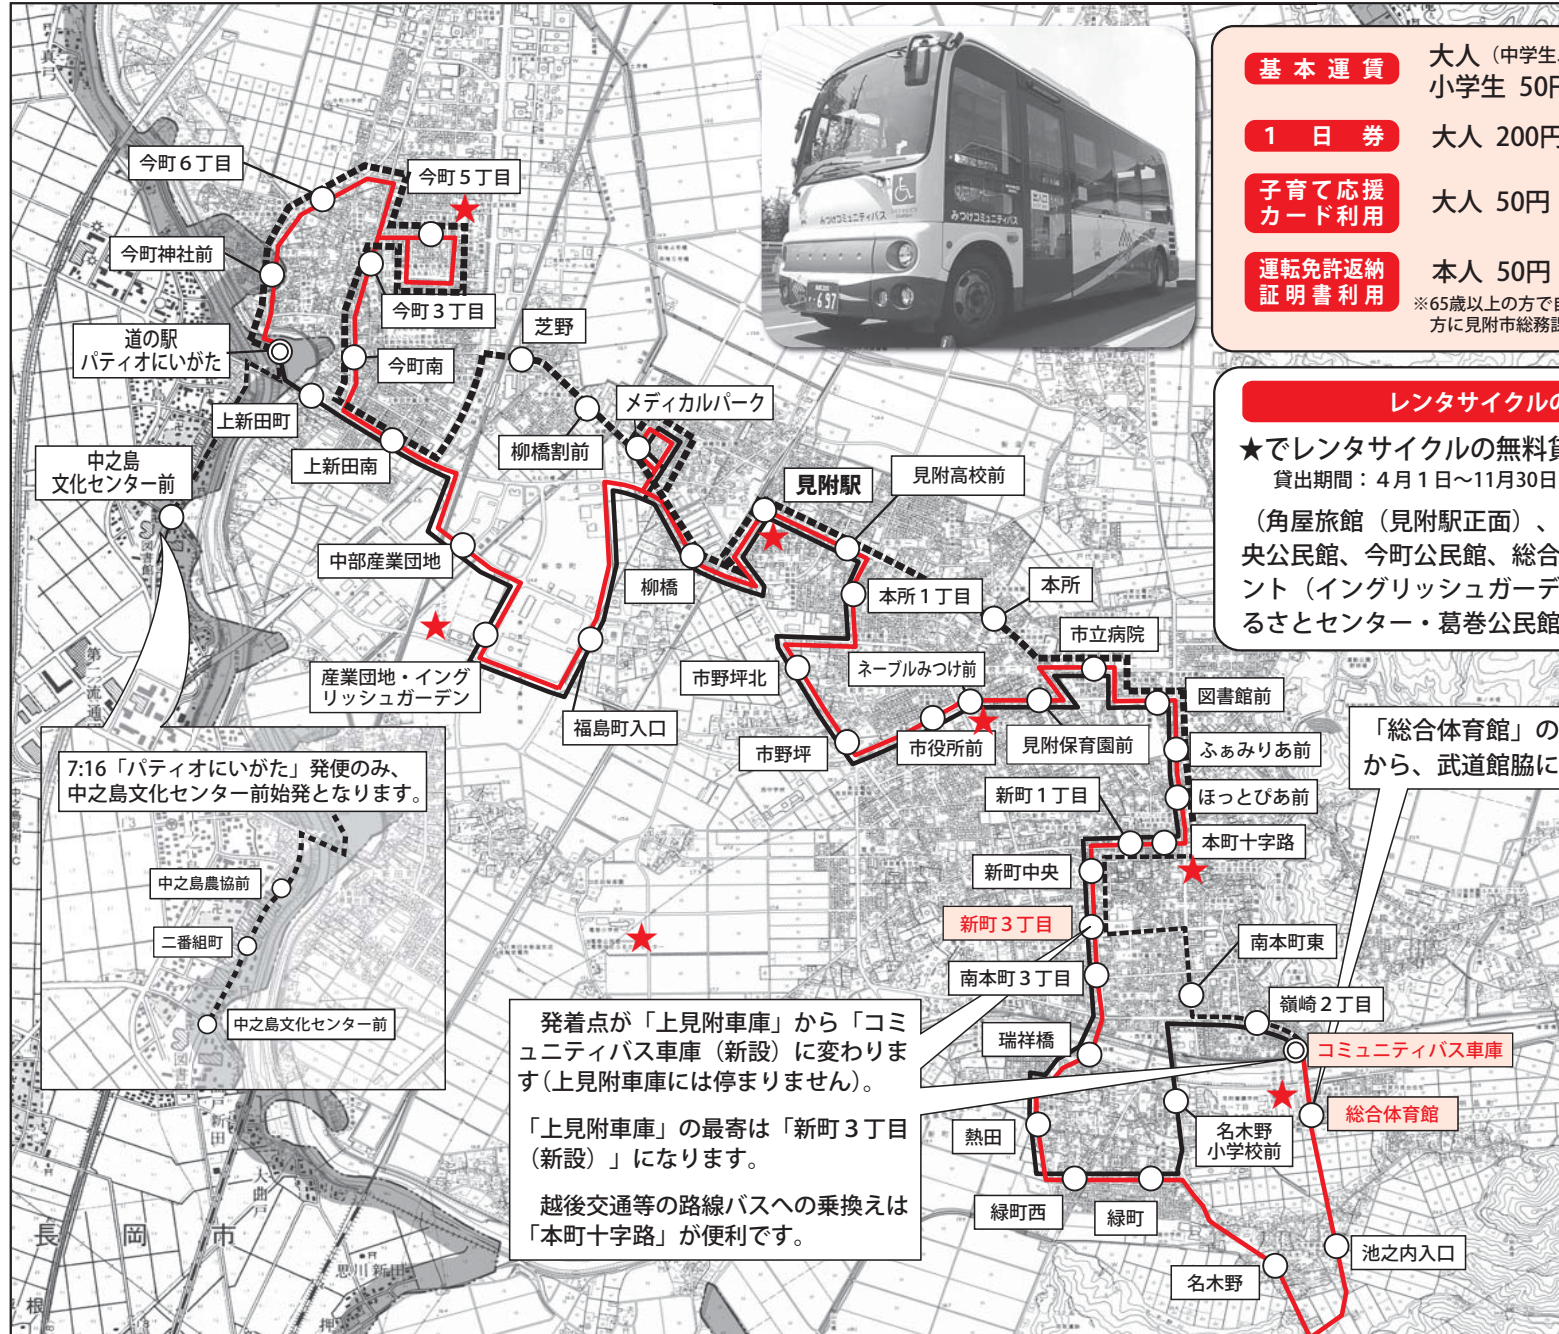 基本運賃
大人（中学生
小学生 50円
1日券
大人 200円
子育て応援
カード利用
大人 50円
運転免許返納
証明書利用
本人 50円
※65歳以上の方で
方に見附市総務
レンタサイクルの
★でレンタサイクルの無料
貸出期間：４月１日〜11月30日
（角屋旅館（見附駅正面）、
央公民館、今町公民館、総合
ント（イングリッシュガーデ
るさとセンター・葛巻公民館
みつけコミュニティバス
みつけコミュニティバス
・697
今町６丁目
今町５丁目
今町神社前
今町３丁目
道の駅
パティオにいがた
今町南
芝野
上新田町
メディカルパーク
柳橋割前
上新田南
中之島
文化センター前
見附駅
見附高校前
中部産業団地
柳橋
本所１丁目
本所
市立病院
産業団地・イング
リッシュガーデン
市野坪北
ネーブルみつけ前
図書館前
福島町入口
市野坪
市役所前
見附保育園前
ふぁみりあ前
「総合体育館」の
から、武道館脇に
7:16「パティオにいがた」発便のみ、
中之島文化センター前始発となります。
新町１丁目
ほっとぴあ前
本町十字路
新町中央
中之島農協前
新町３丁目
二番組町
南本町東
南本町３丁目
嶺崎２丁目
中之島文化センター前
発着点が「上見附車庫」から「コミ
ュニティバス車庫（新設）に変わりま
す（上見附車庫には停まりません）。
「上見附車庫」の最寄は「新町３丁目
（新設）」になります。
越後交通等の路線バスへの乗換えは
「本町十字路」が便利です。
瑞祥橋
コミュニティバス車庫
総合体育館
熱田
名木野
小学校前
緑町西
緑町
池之内入口
名木野
長岡市